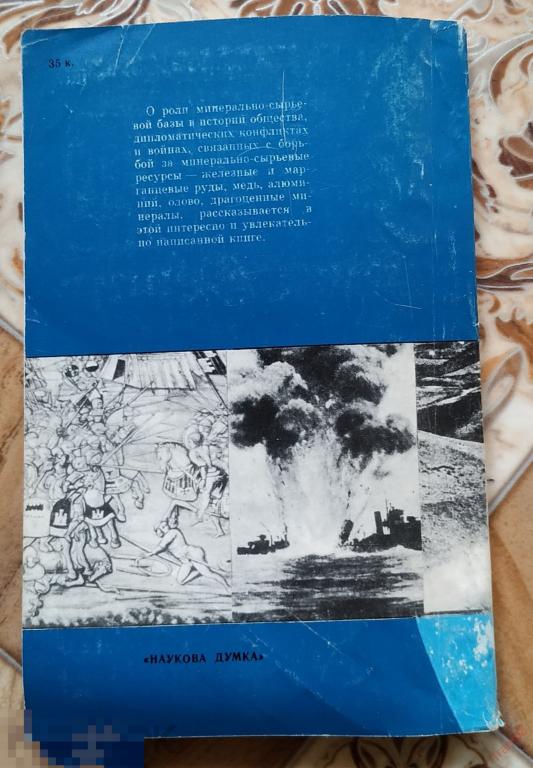 35 к.
О роли минерально-сырье-
вой базы в истории общества,
дипломатических конфликтах
и войнах, связанных с борь-
бой за минерально-сырьевые
ресурсы — железные и мар-
ганцевые руды, медь, алюми-
ний, олово, драгоценные ми-
нералы, рассказывается в
этой интересно и увлекатель-
но написанной книге.
«НАУКОВА ДУМКА»